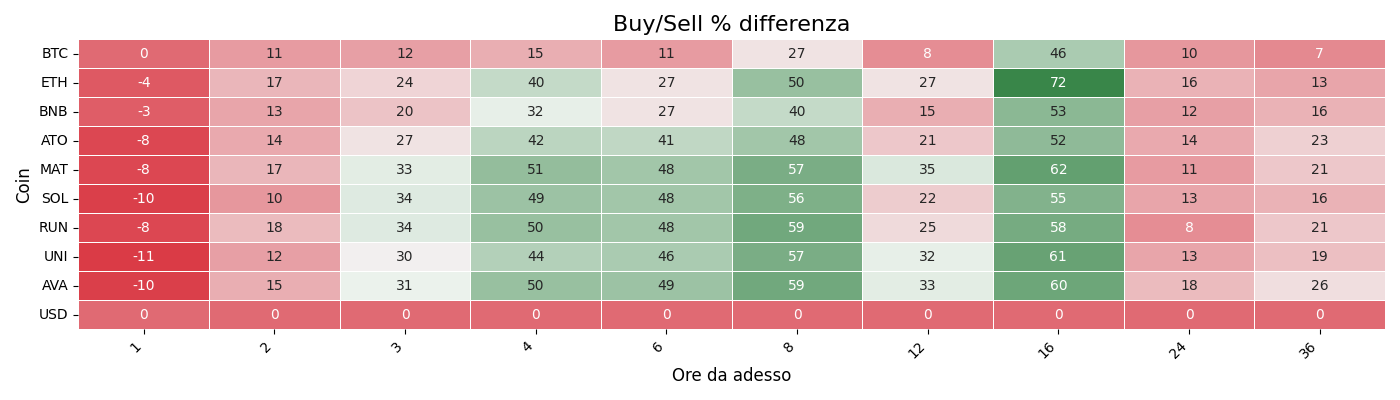 Buy/Sell % differenza
Coin
BTC 0 11 12 15 11 27 8 46 10 7
ETH -4 17 24 40 27 50 27 72 16 13
BNB -3 13 20 32 27 40 15 53 12 16
ATO -8 14 27 42 41 48 21 52 14 23
MAT -8 17 33 51 48 57 35 62 11 21
SOL -10 10 34 49 48 56 22 55 13 16
RUN -8 18 34 50 48 59 25 58 8 21
UNI -11 12 30 44 46 57 32 61 13 19
AVA -10 15 31 50 49 59 33 60 18 26
USD 0 0 0 0 0 0 0 0 0 0
1 2 3 4 6 8 12 16 24 36
Ore da adesso